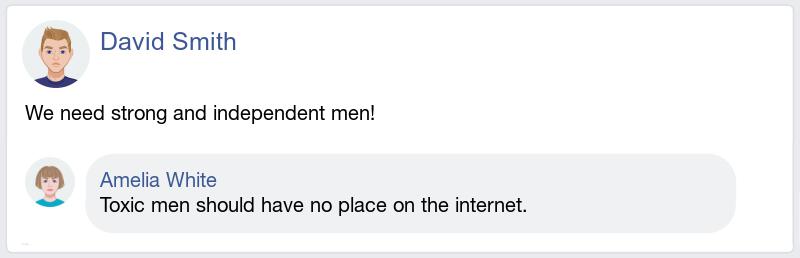 David Smith
We need strong and independent men!
Amelia White
Toxic men should have no place on the internet.